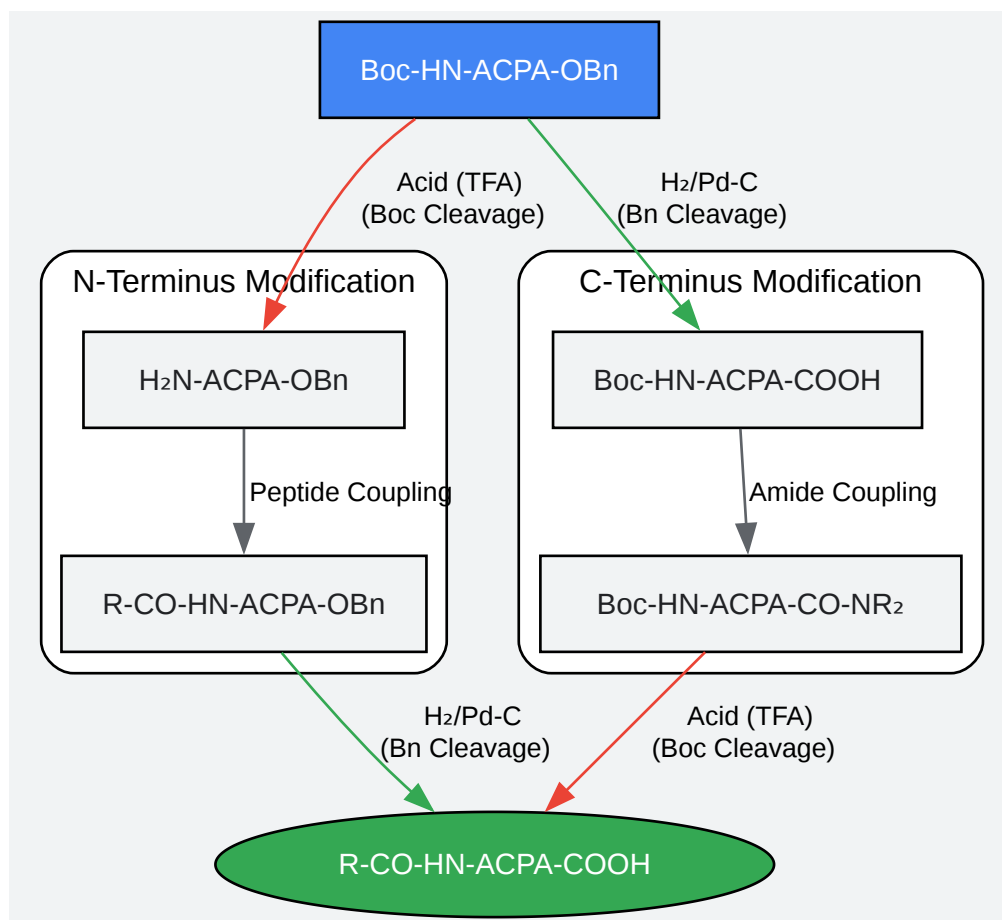 Boc-HN-ACPA-OBn
Acid (TFA)
(Boc Cleavage)
H₂/Pd-C
(Bn Cleavage)
N-Terminus Modification
C-Terminus Modification
H₂N-ACPA-OBn
Boc-HN-ACPA-COOH
Peptide Coupling
Amide Coupling
R-CO-HN-ACPA-OBn
Boc-HN-ACPA-CO-NR₂
H₂/Pd-C
(Bn Cleavage)
Acid (TFA)
(Boc Cleavage)
R-CO-HN-ACPA-COOH